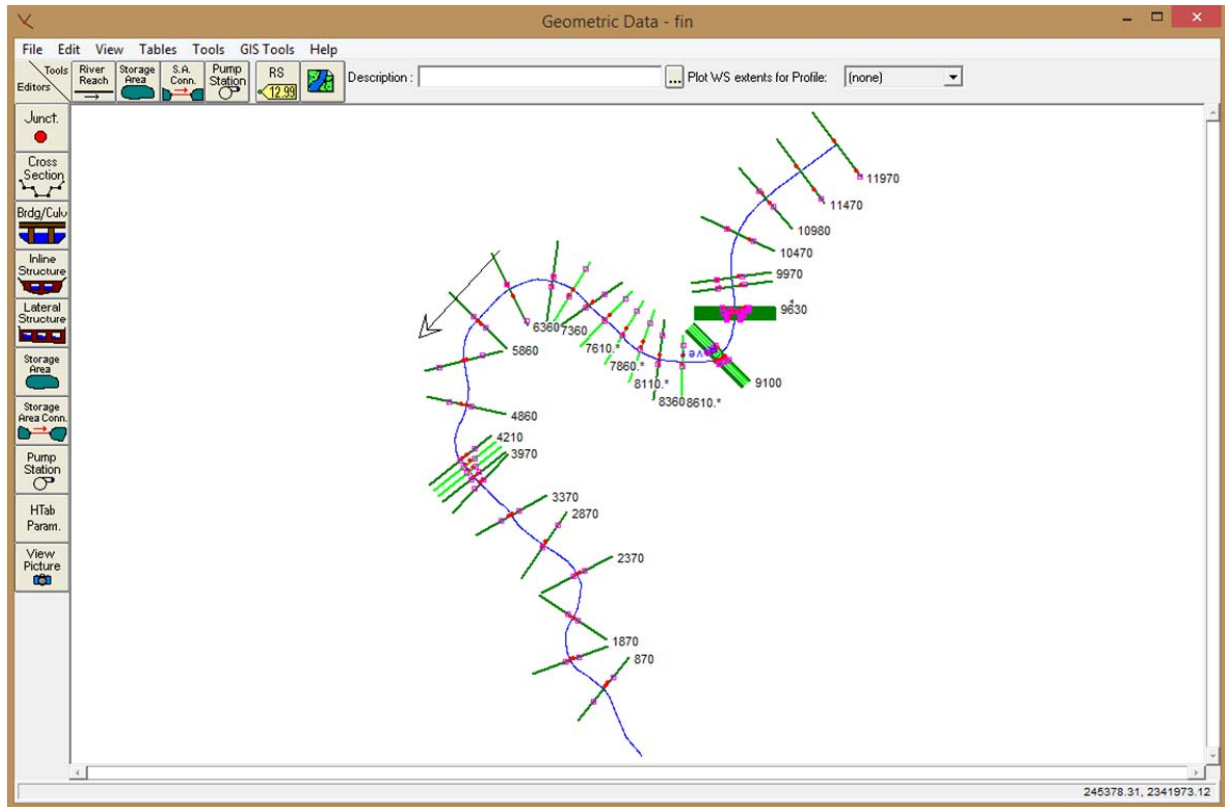 Geometric Data - fin
File Edit View Tables Tools GIS Tools Help
Tools
Editors
River
Reach
Storage
Area
S.A.
Conn.
Pump
Station
RS
12.99
Description :
...
Plot WS extents for Profile:
(none)
Junct.
Cross
Section
Brdg/Culv
Inline
Structure
Lateral
Structure
Storage
Area
Storage
Area Conn.
Pump
Station
HTab
Param.
View
Picture
11970
11470
10980
10470
9970
9630
9100
8610.*
8360
8110.*
7860.*
7610.*
7360
6360
5860
4860
4210
3970
3370
2870
2370
1870
870
245378.31, 2341973.12